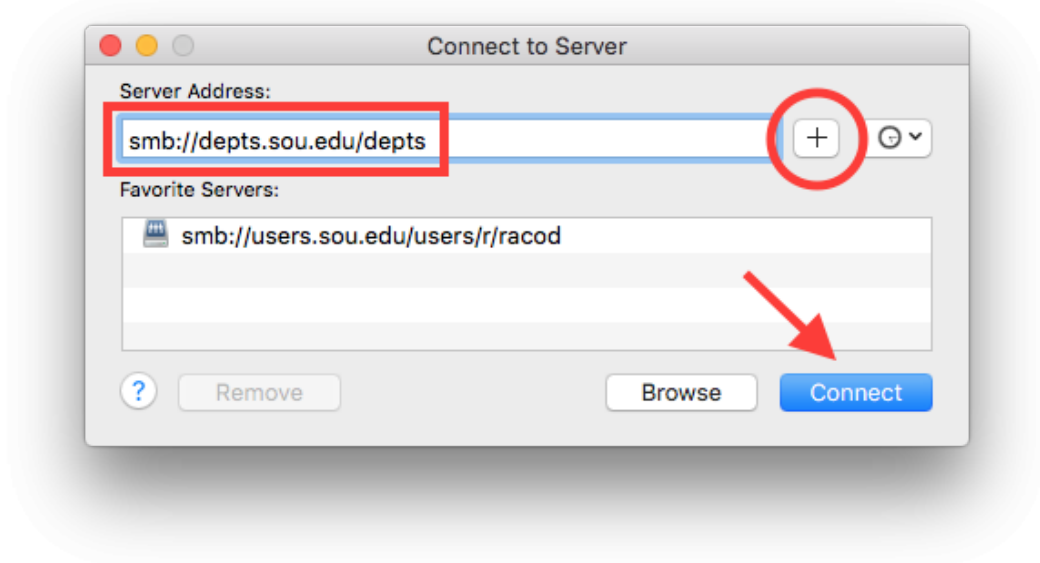 Connect to Server
Server Address:
smb://depts.sou.edu/depts
+
Favorite Servers:
smb://users.sou.edu/users/r/racod
? Remove Browse Connect